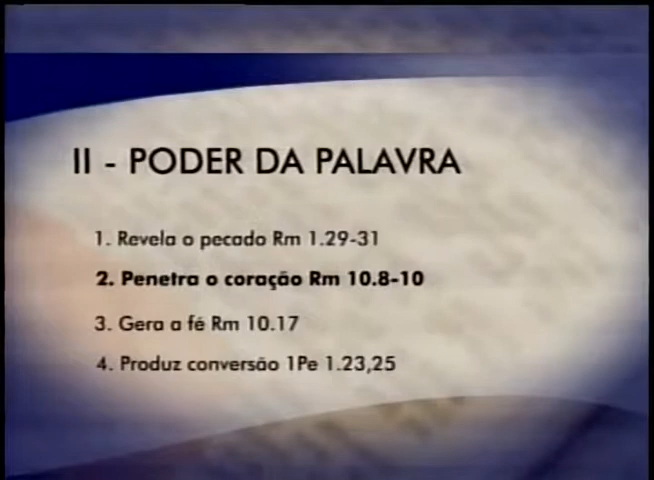 II - PODER DA PALAVRA
1. Revela o pecado Rm 1.29-31
2. Penetra o coração Rm 10.8-10
3. Gera a fé Rm 10.17
4. Produz conversão 1Pe 1.23,25